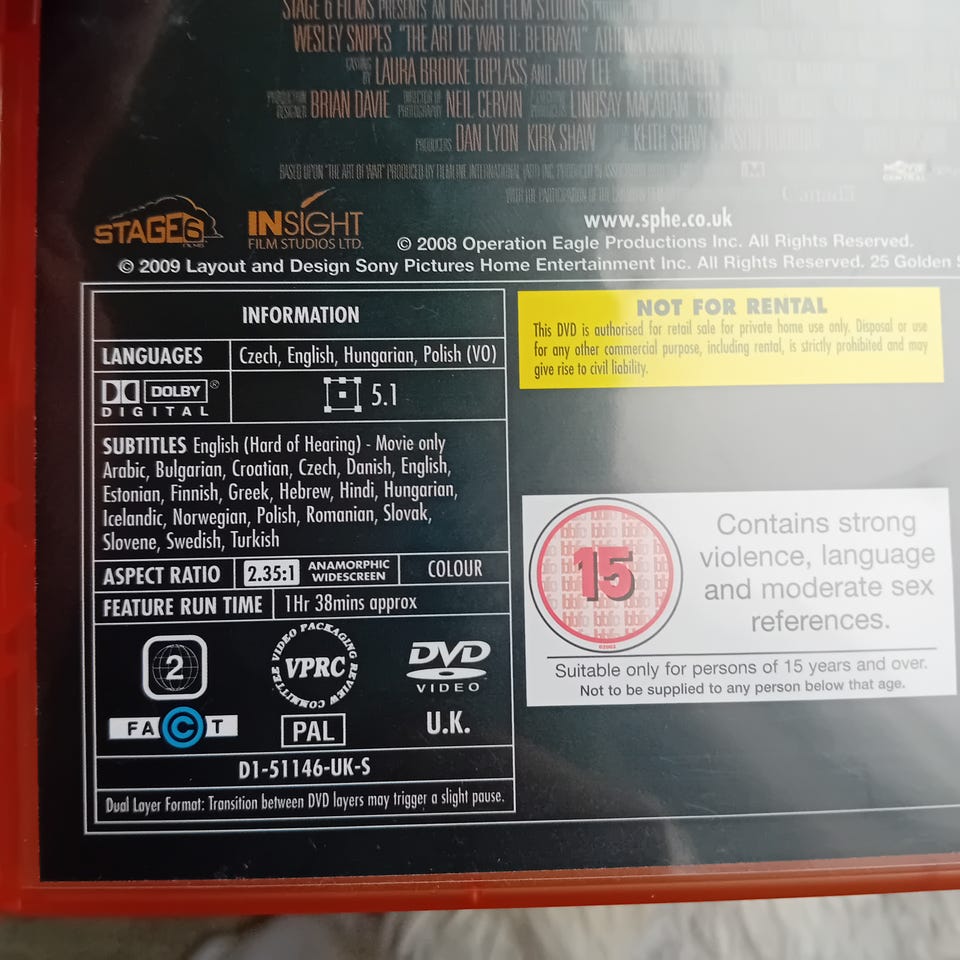 STAGE 6 FILMS PRESENTS AN INSIGHT FILM STUDIOS
WESLEY SNIPES "THE ART OF WAR II: BETRAYAL"
CASTING BY LAURA BROOKE TOPLASS AND JUDY LEE
PRODUCTION DESIGNER BRIAN DAVIE DIRECTOR OF PHOTOGRAPHY NEIL CERVIN LINDSAY MACADAM
PRODUCERS DAN LYON KIRK SHAW KEITH SHAW
BASED UPON "THE ART OF WAR" PRODUCED BY FILMLINE INTERNATIONAL
WITH THE PARTICIPATION OF THE Canada
STAGE 6 FILMS
INSIGHT
FILM STUDIOS LTD.
www.sphe.co.uk
© 2008 Operation Eagle Productions Inc. All Rights Reserved.
© 2009 Layout and Design Sony Pictures Home Entertainment Inc. All Rights Reserved. 25 Golden S
INFORMATION
LANGUAGES Czech, English, Hungarian, Polish (VO)
DOLBY ®
DIGITAL
5.1
SUBTITLES English (Hard of Hearing) - Movie only
Arabic, Bulgarian, Croatian, Czech, Danish, English,
Estonian, Finnish, Greek, Hebrew, Hindi, Hungarian,
Icelandic, Norwegian, Polish, Romanian, Slovak,
Slovene, Swedish, Turkish
ASPECT RATIO 2.35:1 ANAMORPHIC WIDESCREEN COLOUR
FEATURE RUN TIME 1Hr 38mins approx
2
VIDEO PACKAGING REVIEW COMMITTEE
VPRC
DVD
VIDEO
FACT
PAL
U.K.
D1-51146-UK-S
Dual Layer Format: Transition between DVD layers may trigger a slight pause.
NOT FOR RENTAL
This DVD is authorised for retail sale for private home use only. Disposal or use
for any other commercial purpose, including rental, is strictly prohibited and may
give rise to civil liability.
15
Contains strong
violence, language
and moderate sex
references.
Suitable only for persons of 15 years and over.
Not to be supplied to any person below that age.